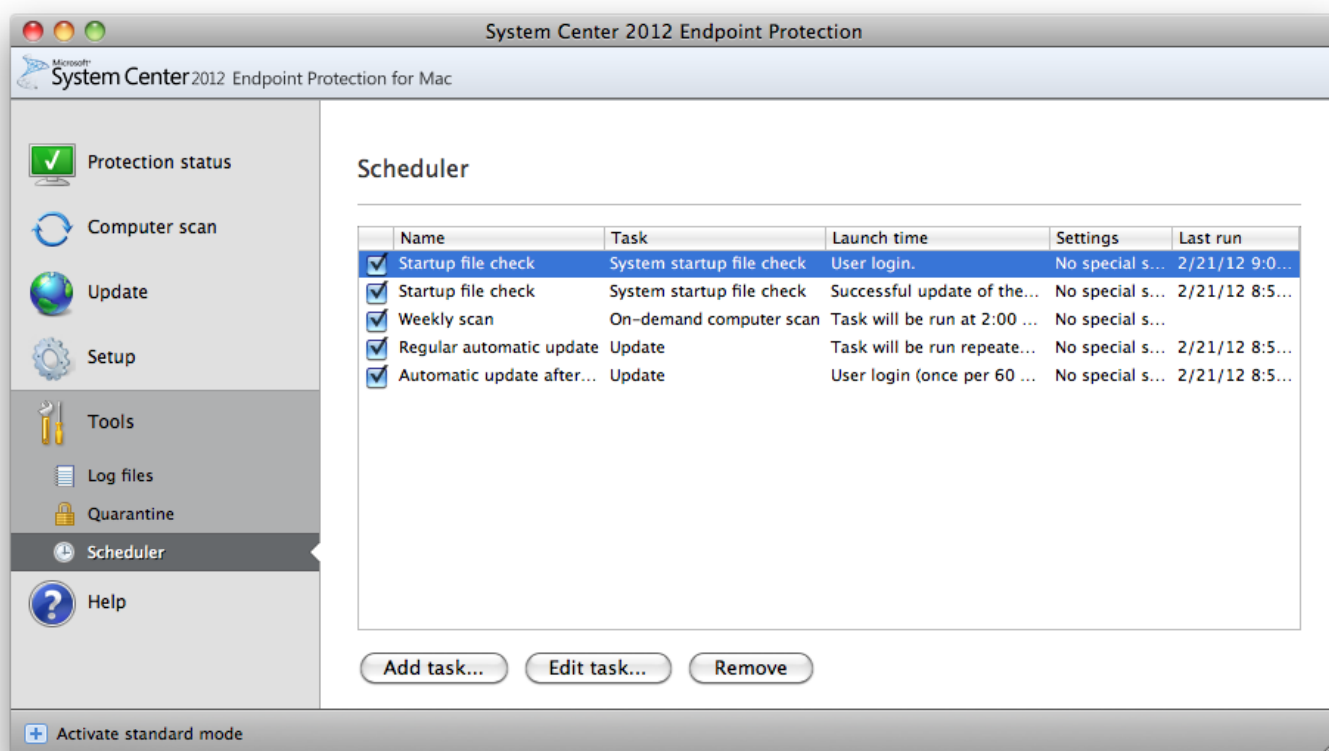 System Center 2012 Endpoint Protection
Microsoft
System Center 2012 Endpoint Protection for Mac
Protection status
Computer scan
Update
Setup
Tools
Log files
Quarantine
Scheduler
Help
Scheduler
Name Task Launch time Settings Last run
Startup file check System startup file check User login. No special s... 2/21/12 9:0...
Startup file check System startup file check Successful update of the... No special s... 2/21/12 8:5...
Weekly scan On-demand computer scan Task will be run at 2:00 ... No special s...
Regular automatic update Update Task will be run repeate... No special s... 2/21/12 8:5...
Automatic update after... Update User login (once per 60 ... No special s... 2/21/12 8:5...
Add task... Edit task... Remove
Activate standard mode